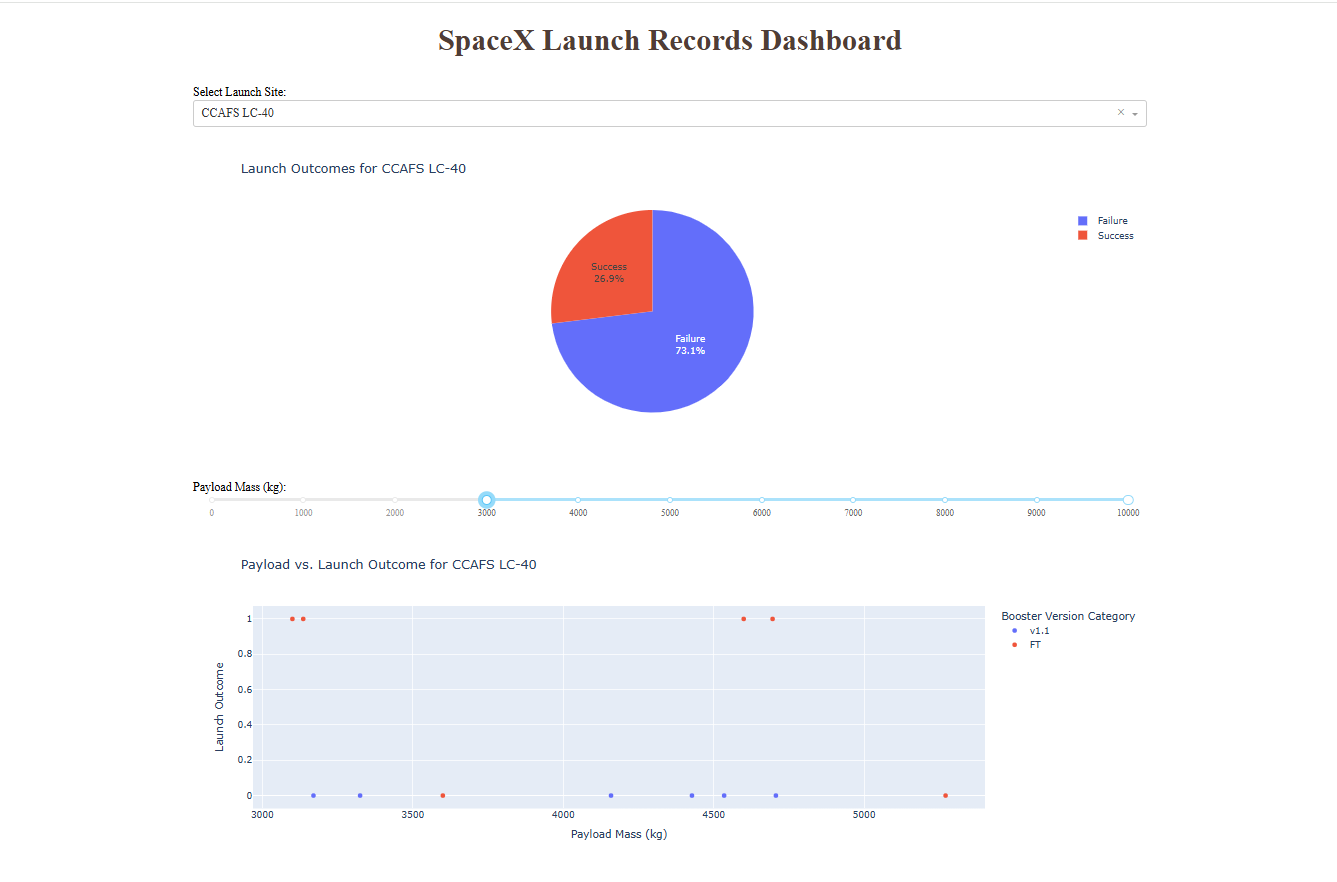 SpaceX Launch Records Dashboard
Select Launch Site:
CCAFS LC-40 ×
Launch Outcomes for CCAFS LC-40
Failure
Success
Success
26.9%
Failure
73.1%
Payload Mass (kg):
0 1000 2000 3000 4000 5000 6000 7000 8000 9000 10000
Payload vs. Launch Outcome for CCAFS LC-40
Booster Version Category
v1.1
FT
Launch Outcome
1
0.8
0.6
0.4
0.2
0
3000 3500 4000 4500 5000
Payload Mass (kg)